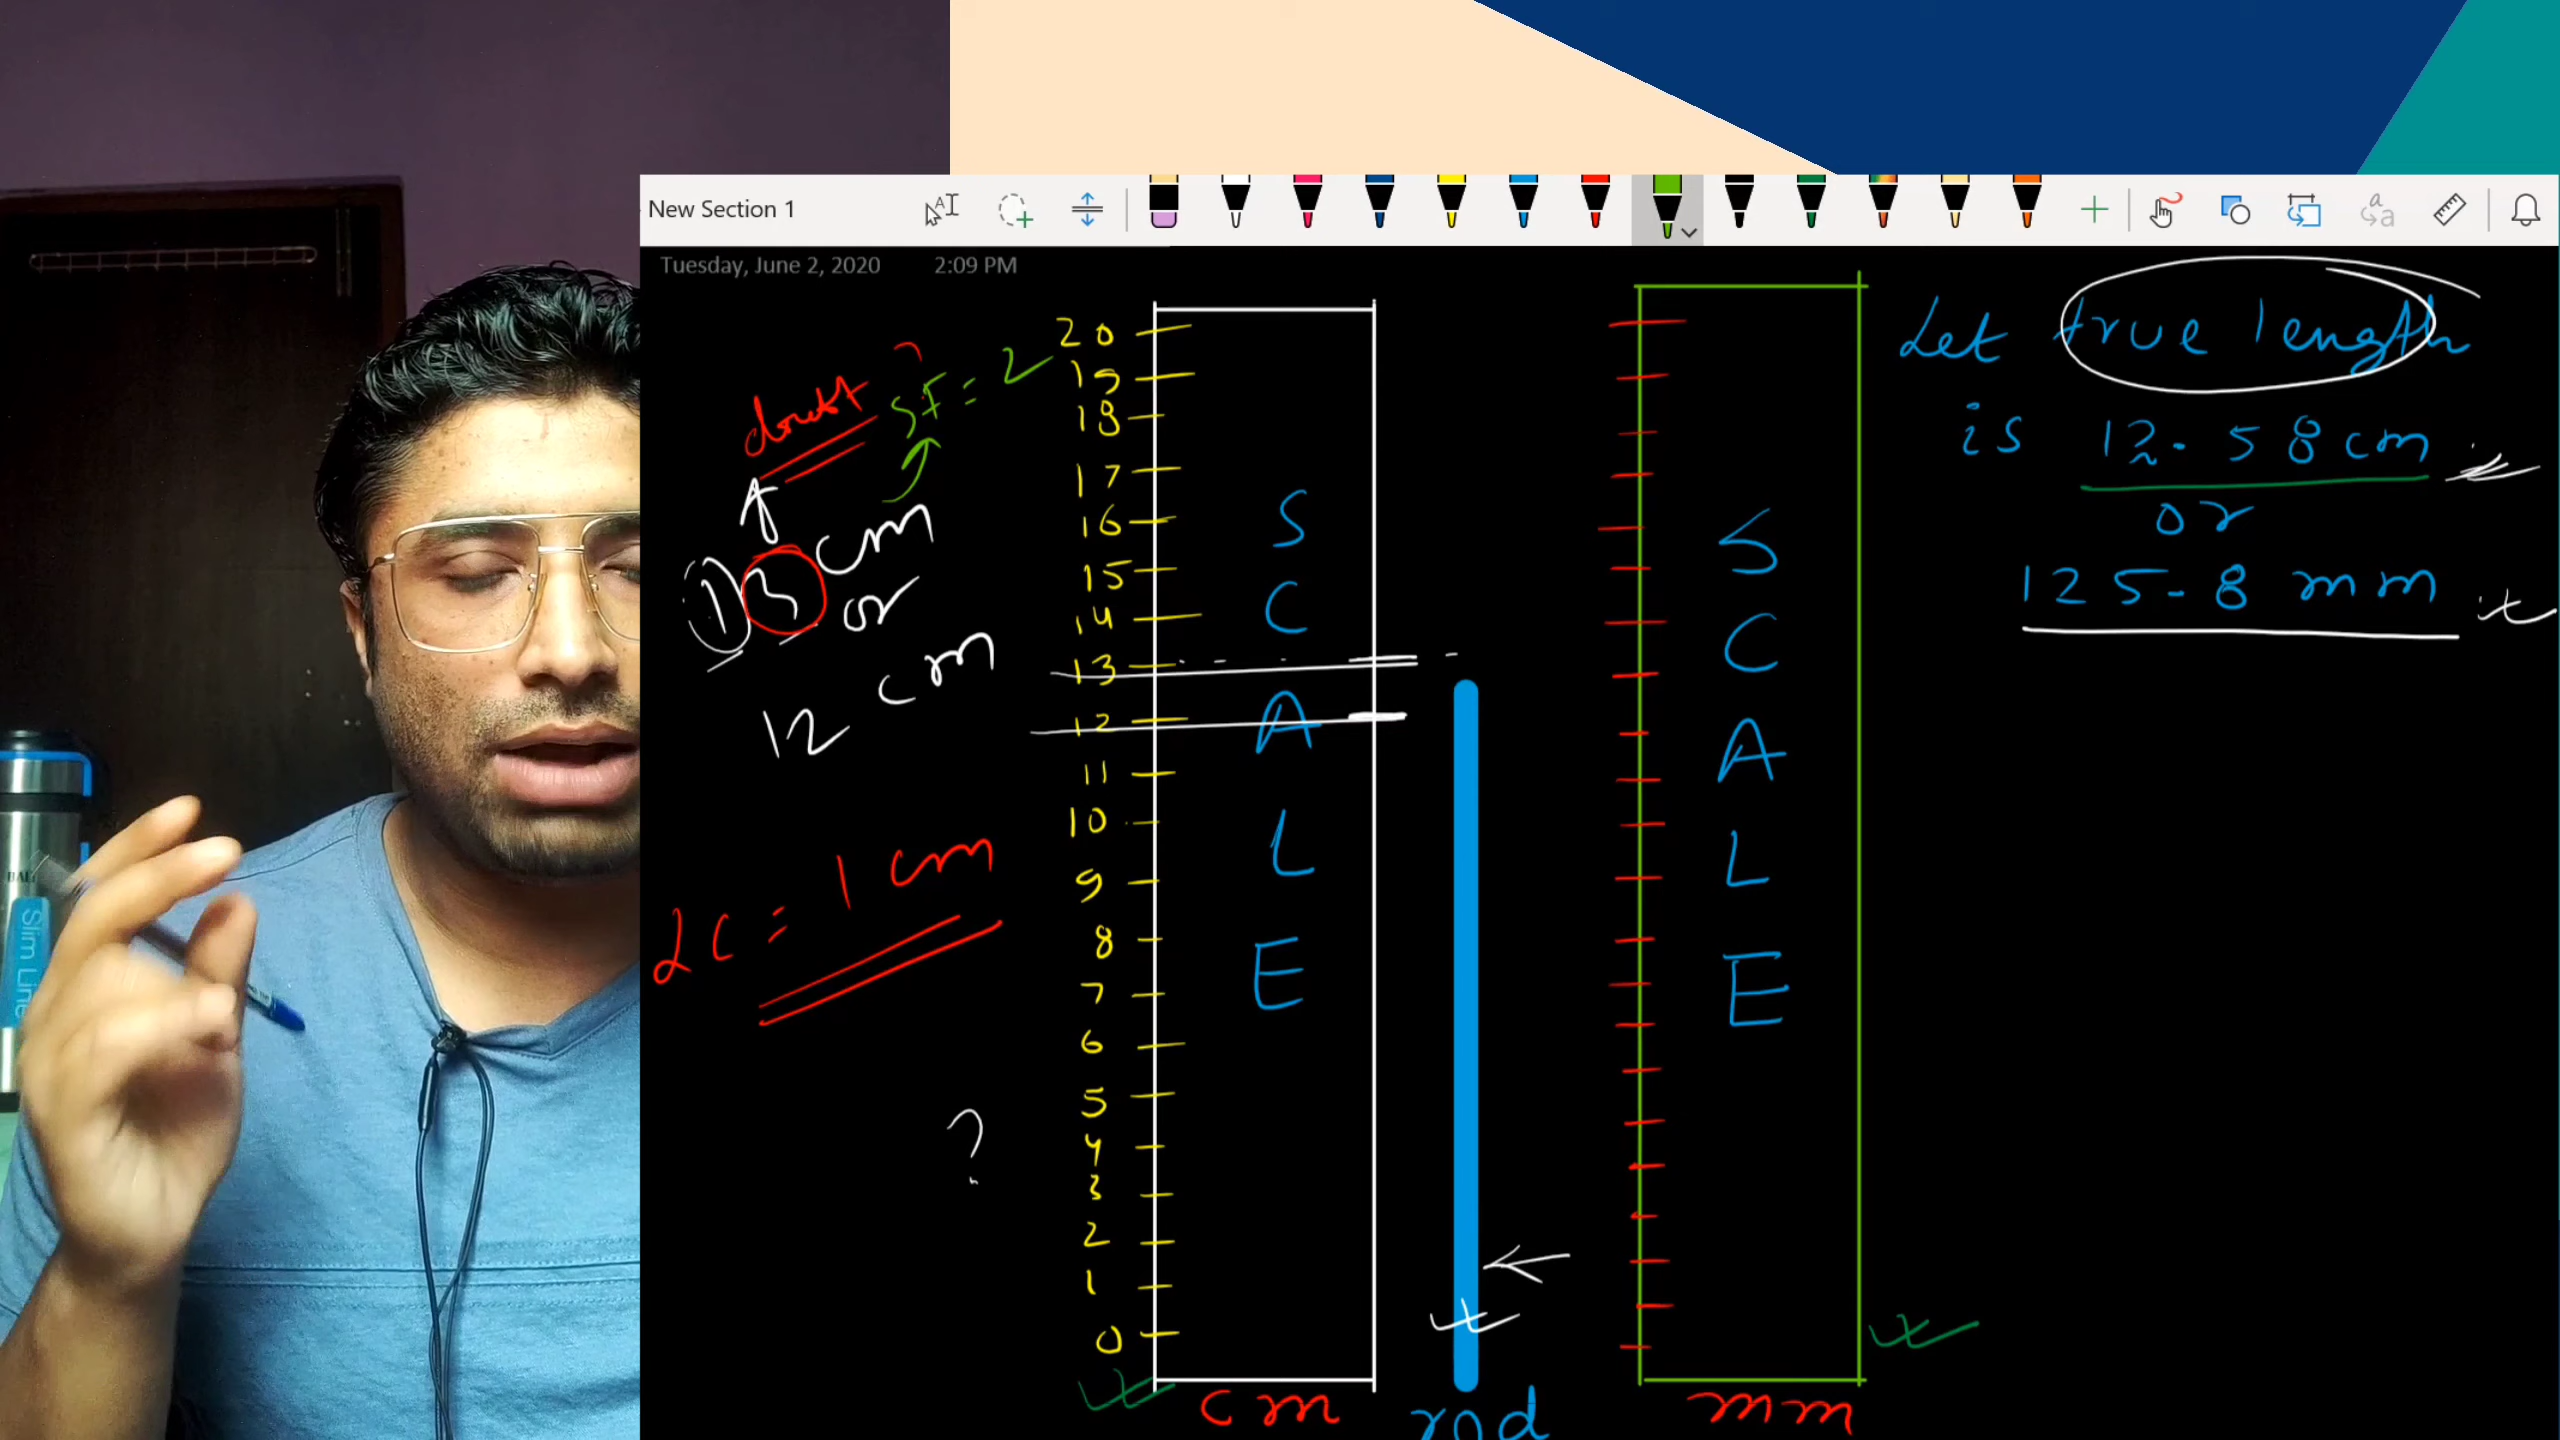 New Section 1
Tuesday, June 2, 2020 2:09 PM
doubt SF = 2
13 cm
or
12 cm
LC = 1 cm
?
20
19
18
17
16
15
14
13
12
11
10
9
8
7
6
5
4
3
2
1
0
S
C
A
L
E
cm
rod
S
C
A
L
E
mm
Let true length
is 12.58 cm
or
125.8 mm
Slim Line